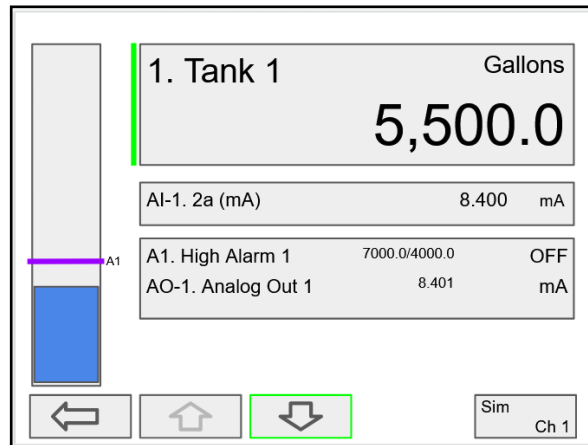 1. Tank 1 Gallons
5,500.0
AI-1. 2a (mA) 8.400 mA
A1
A1. High Alarm 1 7000.0/4000.0 OFF
AO-1. Analog Out 1 8.401 mA
Sim
Ch 1